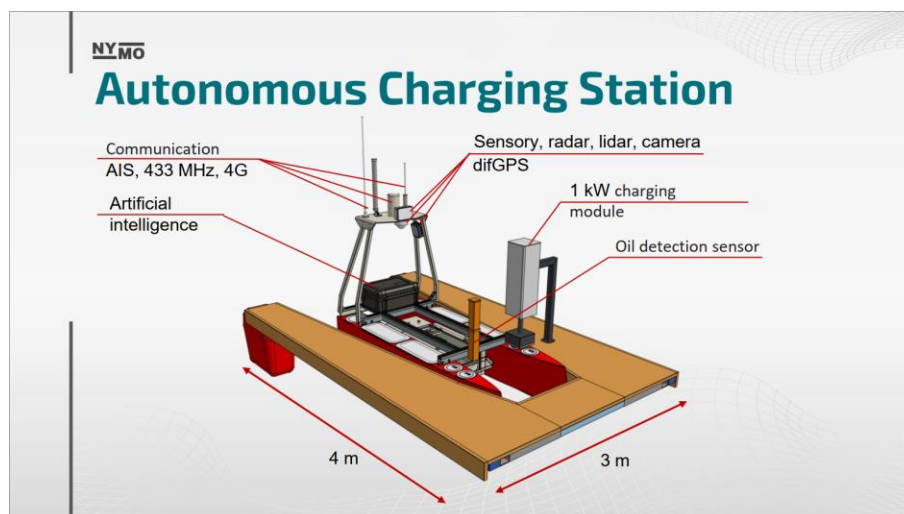 NY MO
Autonomous Charging Station
Communication
AIS, 433 MHz, 4G
Artificial
intelligence
Sensory, radar, lidar, camera
difGPS
1 kW charging
module
Oil detection sensor
4 m
3 m